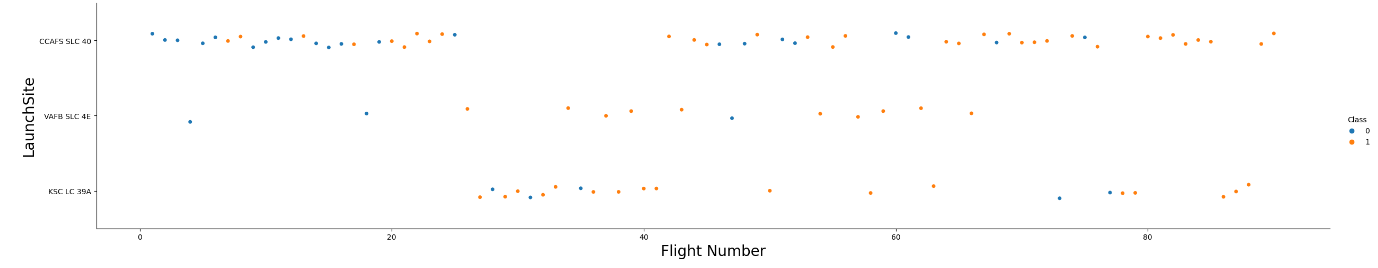 LaunchSite
CCAFS SLC 40
VAFB SLC 4E
KSC LC 39A
0 20 40 60 80
Flight Number
Class
0
1